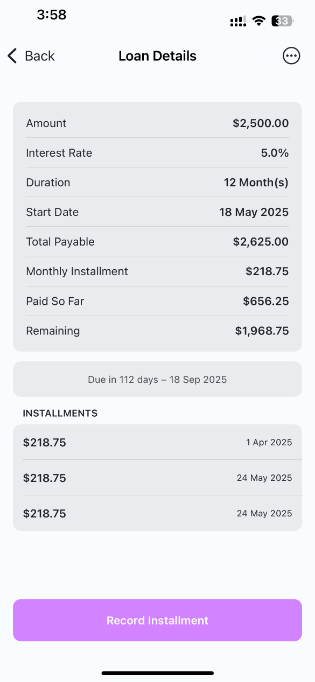 3:58
33
Back
Loan Details
Amount $2,500.00
Interest Rate 5.0%
Duration 12 Month(s)
Start Date 18 May 2025
Total Payable $2,625.00
Monthly Installment $218.75
Paid So Far $656.25
Remaining $1,968.75
Due in 112 days – 18 Sep 2025
INSTALLMENTS
$218.75 1 Apr 2025
$218.75 24 May 2025
$218.75 24 May 2025
Record Installment